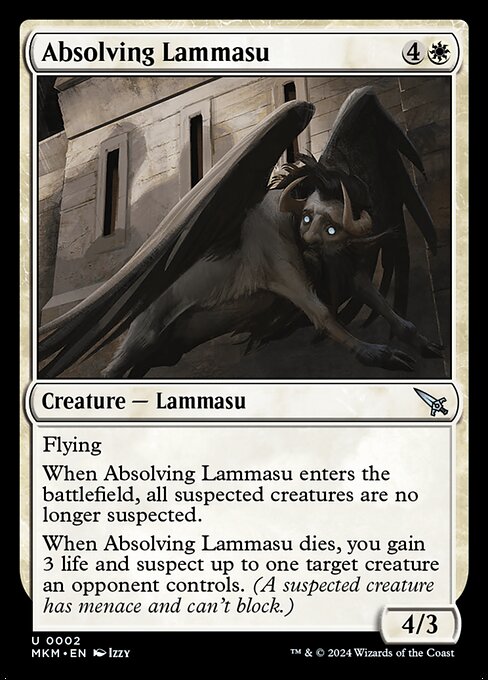 Absolving Lammasu 4
Creature — Lammasu
Flying
When Absolving Lammasu enters the
battlefield, all suspected creatures are no
longer suspected.
When Absolving Lammasu dies, you gain
3 life and suspect up to one target creature
an opponent controls. (A suspected creature
has menace and can't block.)
4/3
U 0002
MKM • EN Izzy
™ & © 2024 Wizards of the Coast